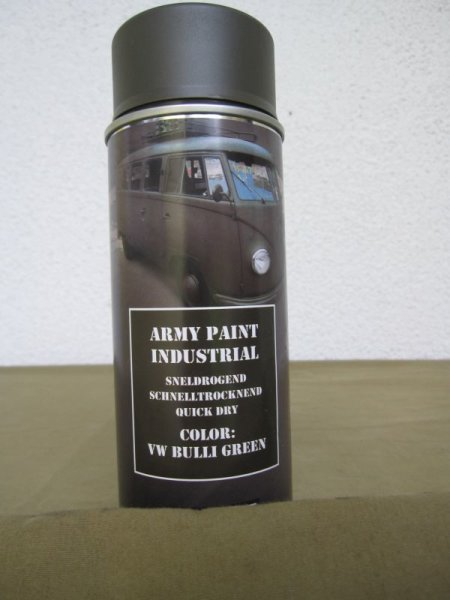 ARMY PAINT
INDUSTRIAL
SNELDROGEND
SCHNELLTROCKNEND
QUICK DRY
COLOR:
VW BULLI GREEN